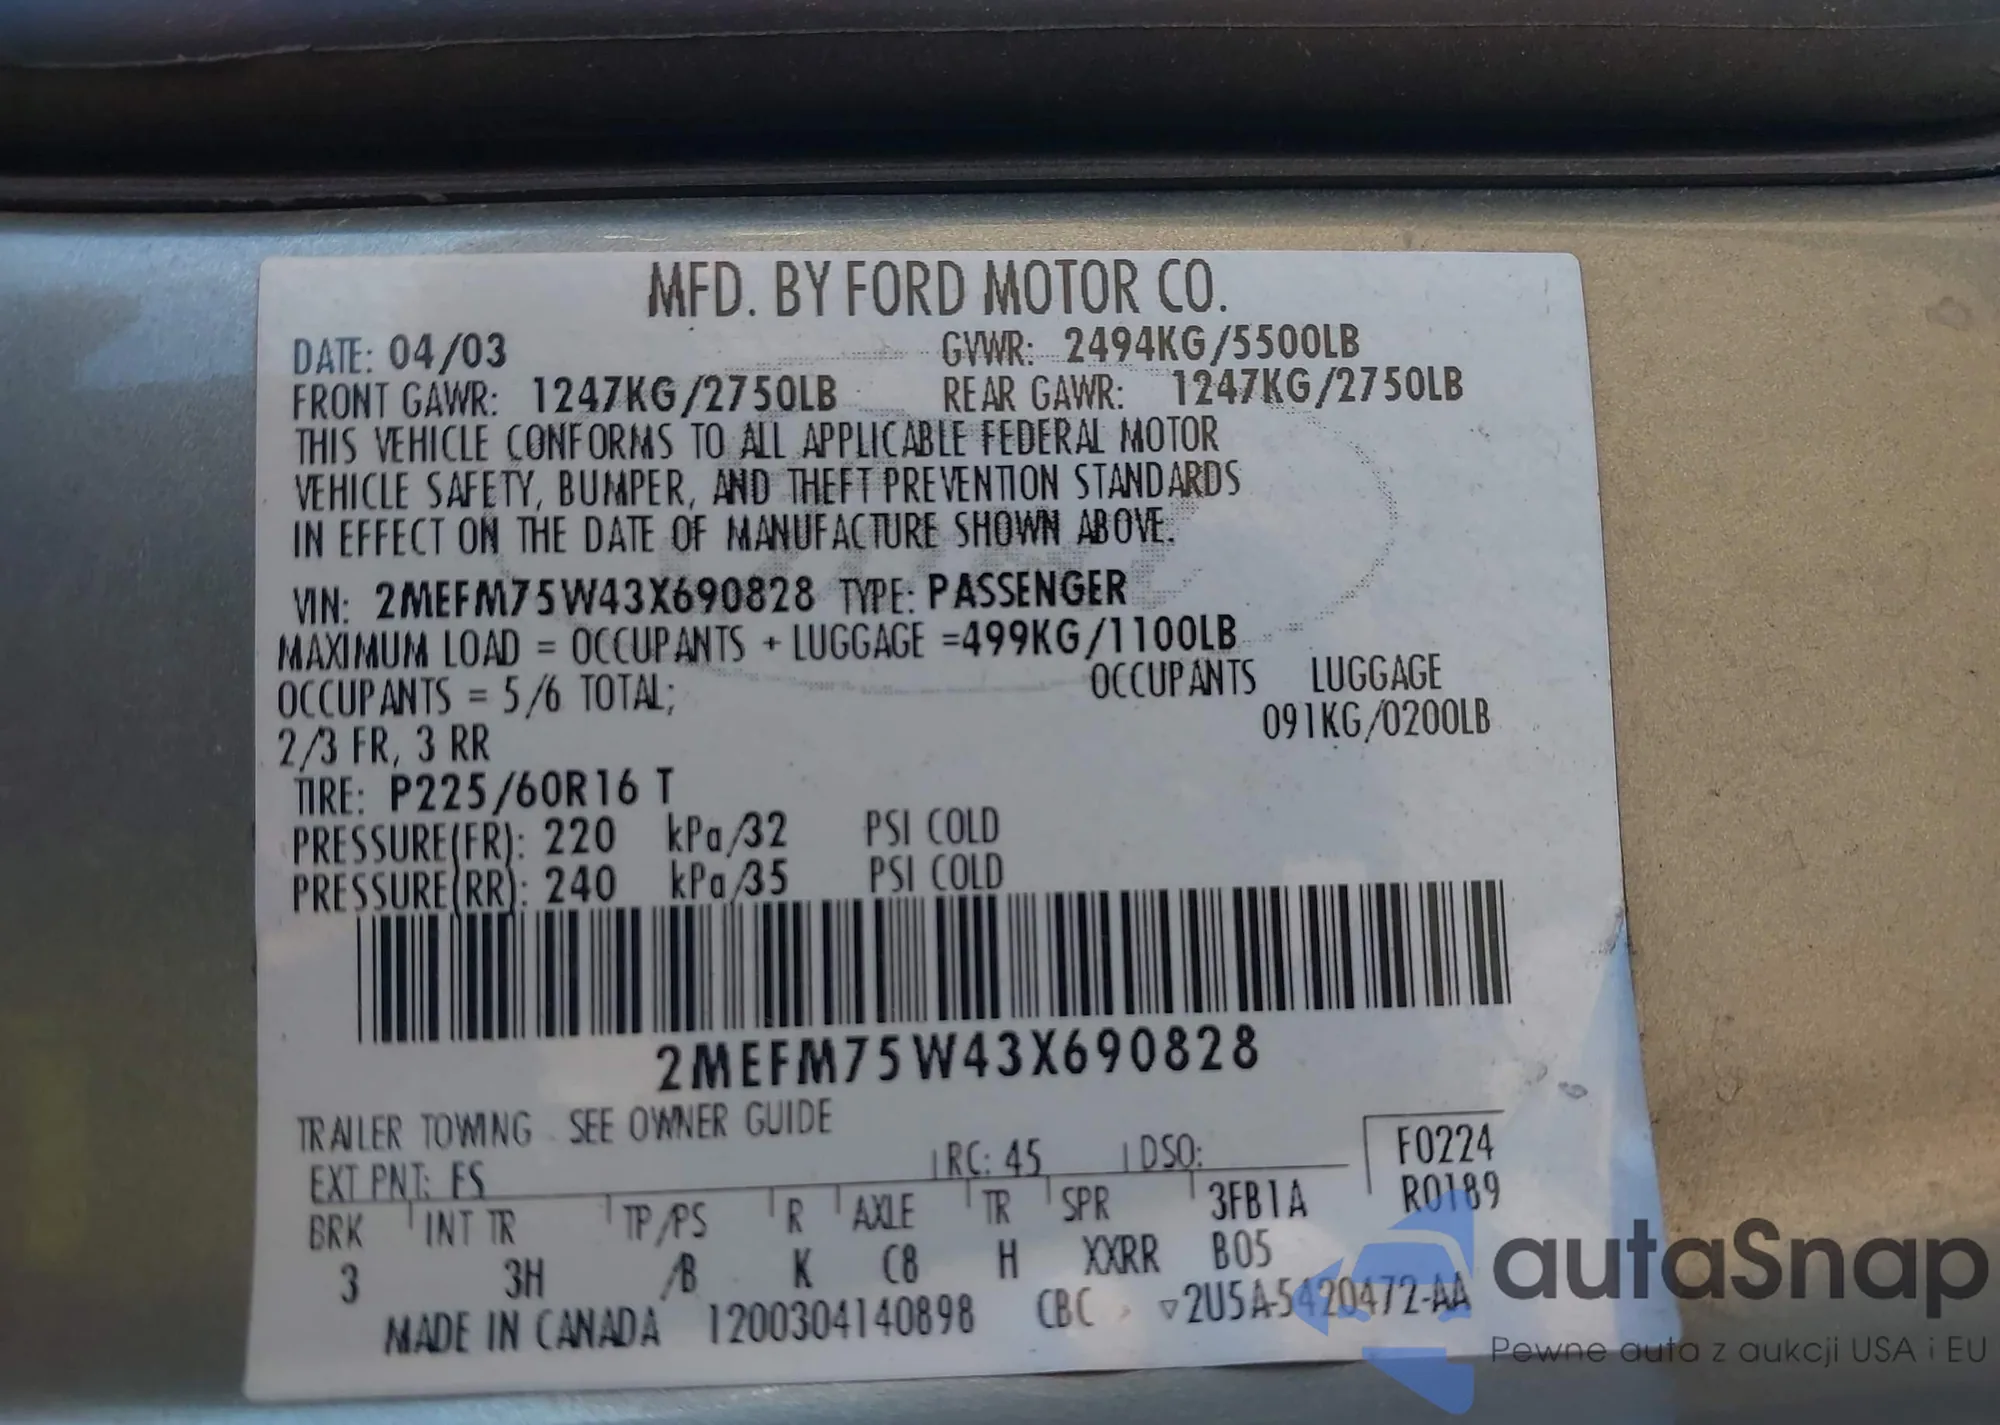 MFD. BY FORD MOTOR CO.
DATE: 04/03 GVWR: 2494KG/5500LB
FRONT GAWR: 1247KG/2750LB REAR GAWR: 1247KG/2750LB
THIS VEHICLE CONFORMS TO ALL APPLICABLE FEDERAL MOTOR
VEHICLE SAFETY, BUMPER, AND THEFT PREVENTION STANDARDS
IN EFFECT ON THE DATE OF MANUFACTURE SHOWN ABOVE.
VIN: 2MEFM75W43X690828 TYPE: PASSENGER
MAXIMUM LOAD = OCCUPANTS + LUGGAGE =499KG/1100LB
OCCUPANTS = 5/6 TOTAL; OCCUPANTS LUGGAGE
2/3 FR, 3 RR 091KG/0200LB
TIRE: P225/60R16 T
PRESSURE(FR): 220 kPa/32 PSI COLD
PRESSURE(RR): 240 kPa/35 PSI COLD
2MEFM75W43X690828
TRAILER TOWING - SEE OWNER GUIDE
EXT PNT: FS RC: 45 DSO: F0224
R0189
BRK INT TR TP/PS R AXLE TR SPR 3FB1A
3 3H /B K C8 H XXRR B05
MADE IN CANADA 1200304140898 CBC ▽2U5A-5420472-AA
autaSnap
Pewne auta z aukcji USA i EU